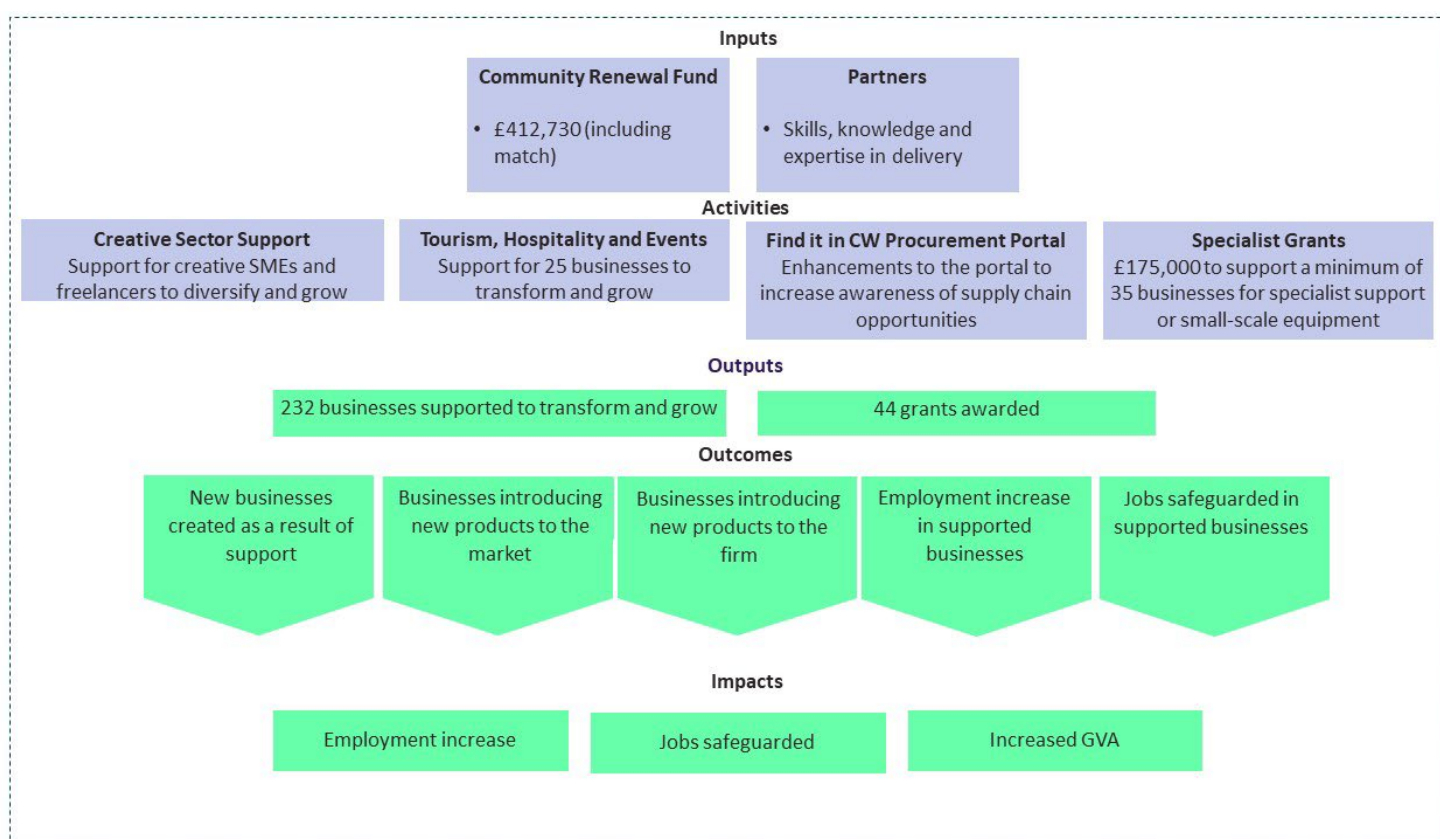 Inputs
Community Renewal Fund
• £412,730 (including
match)
Partners
• Skills, knowledge and
expertise in delivery
Activities
Creative Sector Support
Support for creative SMEs and
freelancers to diversify and grow
Tourism, Hospitality and Events
Support for 25 businesses to
transform and grow
Find it in CW Procurement Portal
Enhancements to the portal to
increase awareness of supply chain
opportunities
Specialist Grants
£175,000 to support a minimum of
35 businesses for specialist support
or small-scale equipment
Outputs
232 businesses supported to transform and grow
44 grants awarded
Outcomes
New businesses
created as a result of
support
Businesses introducing
new products to the
market
Businesses introducing
new products to the
firm
Employment increase
in supported
businesses
Jobs safeguarded in
supported businesses
Impacts
Employment increase
Jobs safeguarded
Increased GVA